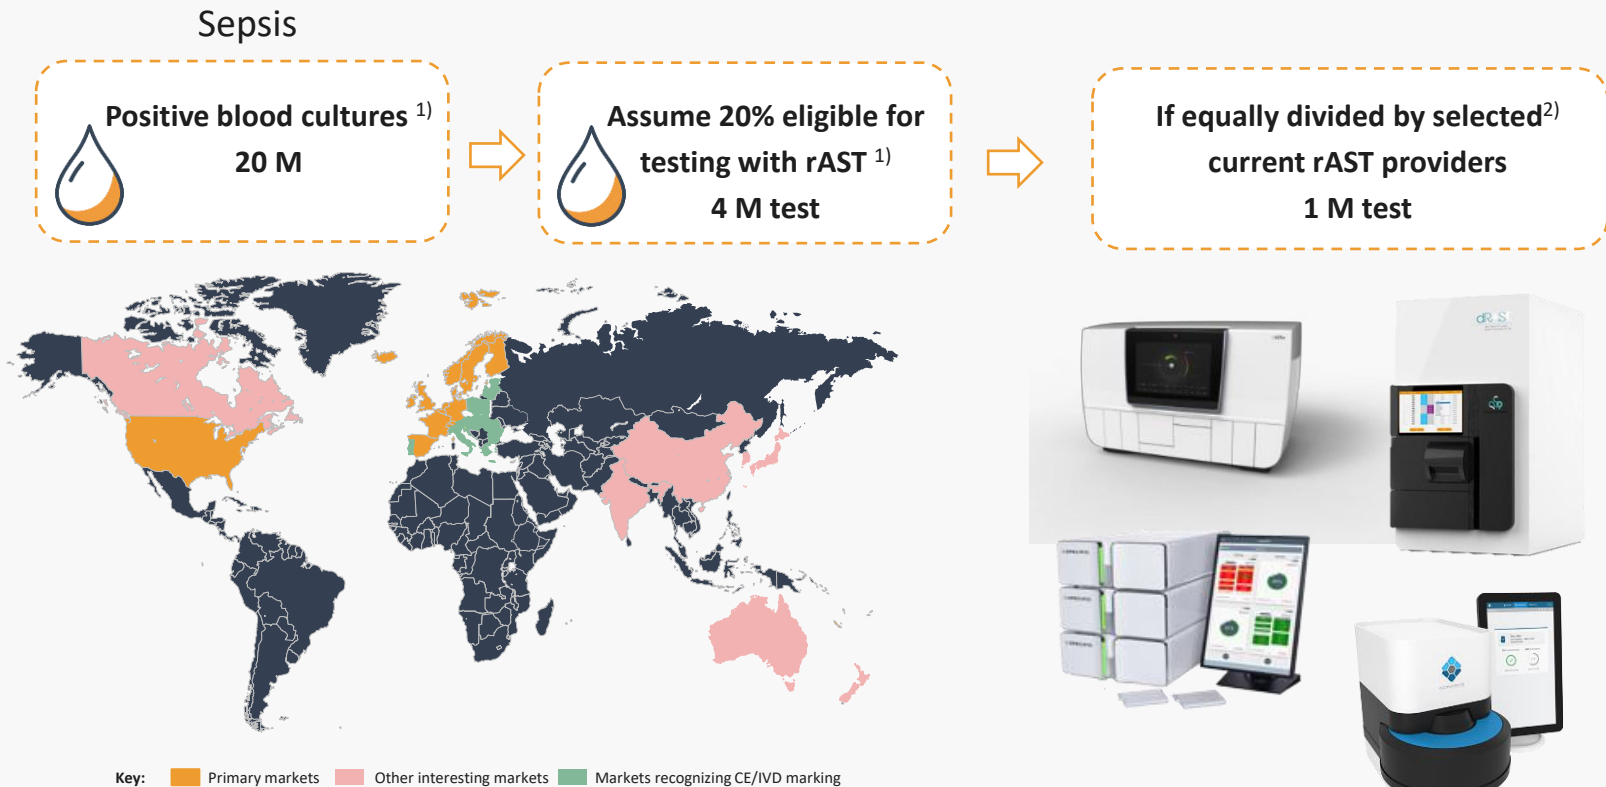 Sepsis
Positive blood cultures 1)
20 M
Assume 20% eligible for
testing with rAST 1)
4 M test
If equally divided by selected2)
current rAST providers
1 M test
dRAST
Key:
Primary markets
Other interesting markets
Markets recognizing CE/IVD marking